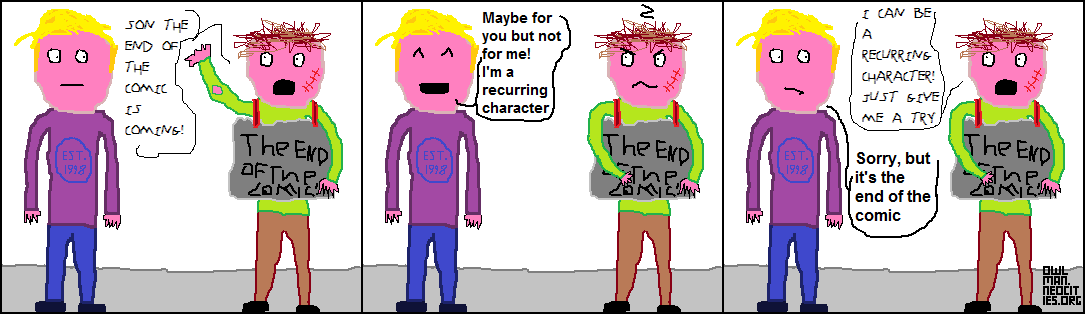 SON THE
END OF
THE
COMIC
IS
COMING!
EST.
1998
The END
OF The
COMIC!
Maybe for
you but not
for me!
I'm a
recurring
character
EST.
1998
The END
OF The
COMIC!
I CAN BE
A
RECURRING
CHARACTER!
JUST GIVE
ME A TRY
Sorry, but
it's the
end of the
comic
EST.
1998
The END
OF The
COMIC!
OWL
MAN.
NEOCIT
IES.ORG